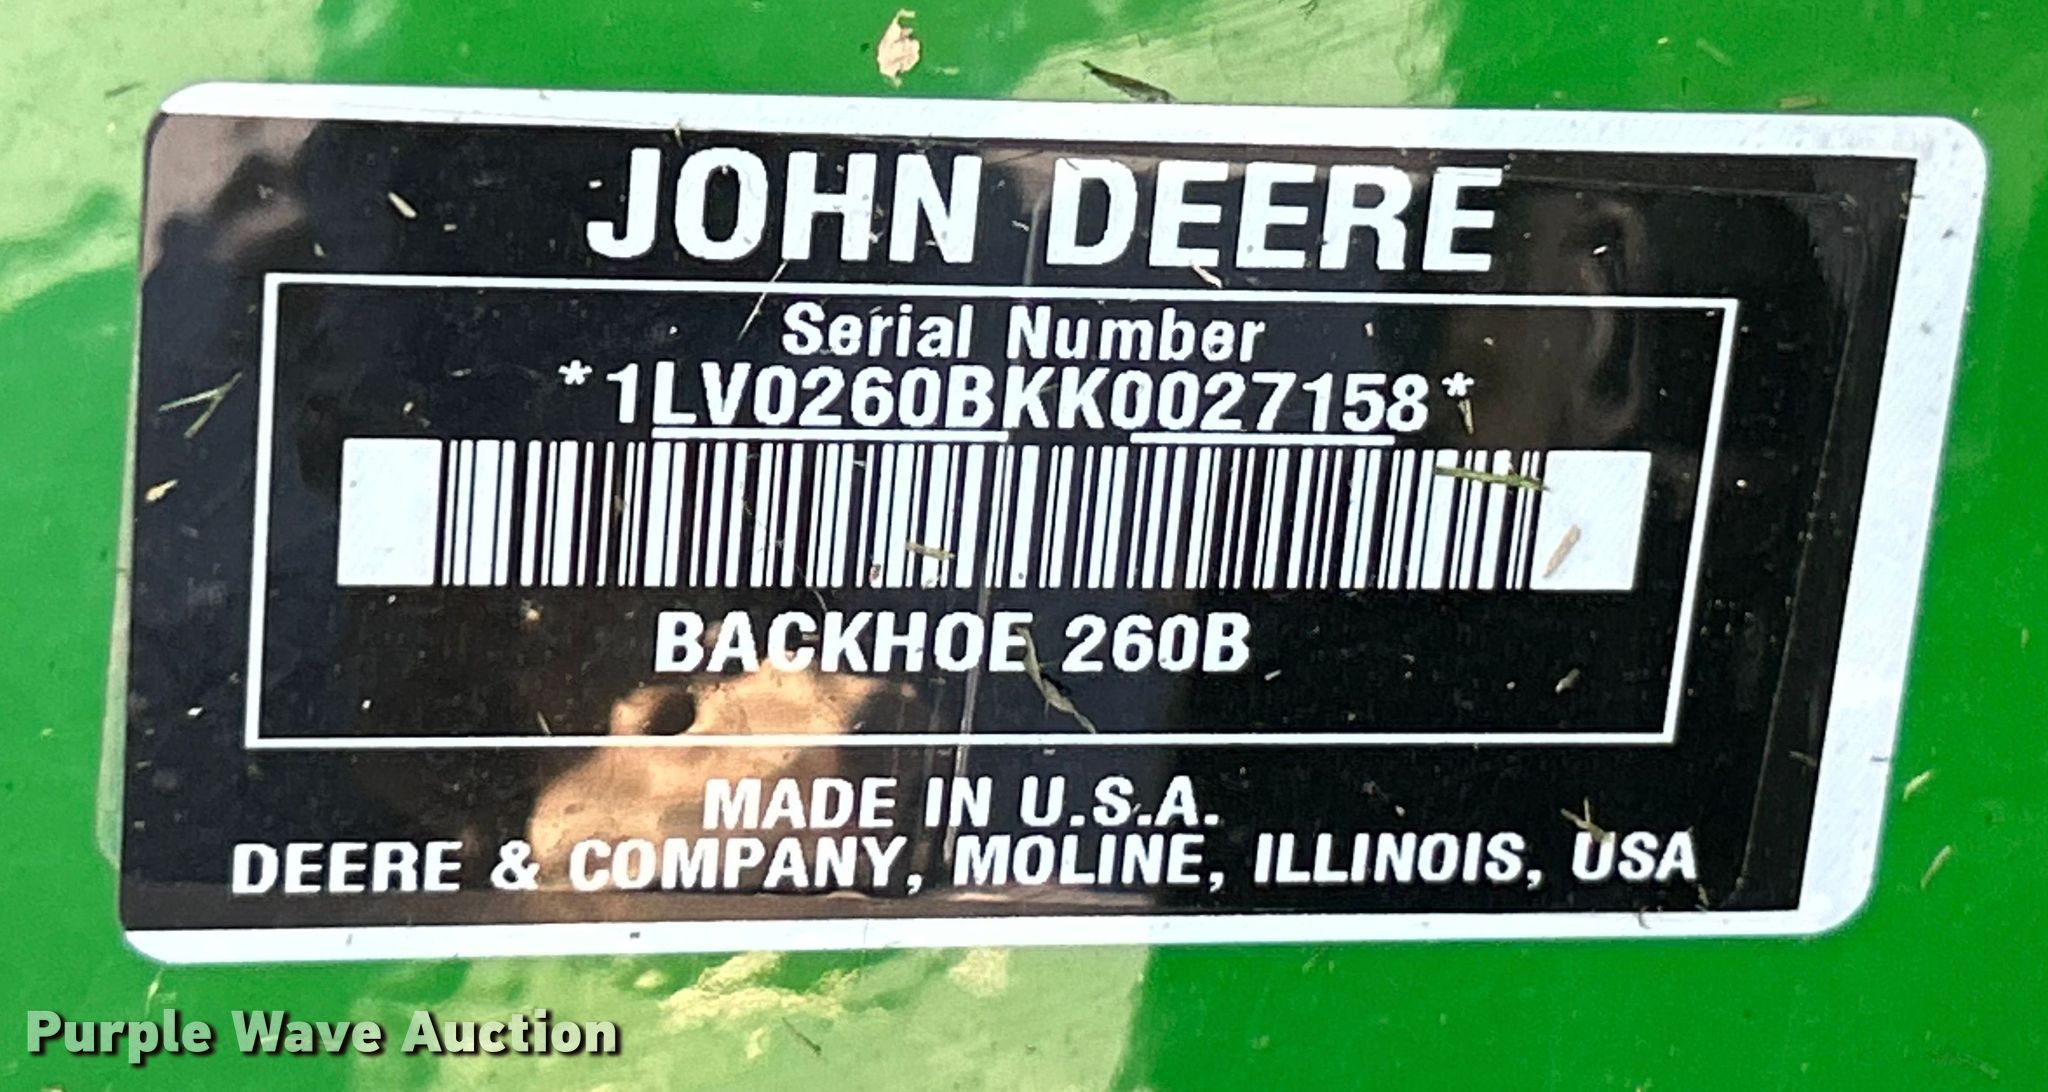 JOHN DEERE
Serial Number
*1LV0260BKK0027158*
BACKHOE 260B
MADE IN U.S.A.
DEERE & COMPANY, MOLINE, ILLINOIS, USA
Purple Wave Auction